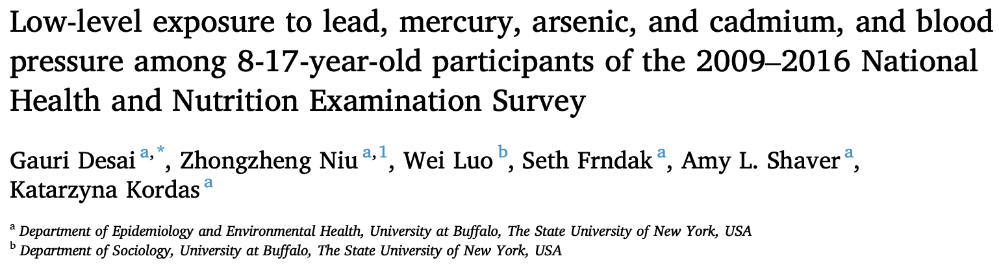 Low-level exposure to lead, mercury, arsenic, and cadmium, and blood
pressure among 8-17-year-old participants of the 2009–2016 National
Health and Nutrition Examination Survey
Gauri Desai a,*, Zhongzheng Niu a,1, Wei Luo b, Seth Frndak a, Amy L. Shaver a,
Katarzyna Kordas a
a Department of Epidemiology and Environmental Health, University at Buffalo, The State University of New York, USA
b Department of Sociology, University at Buffalo, The State University of New York, USA